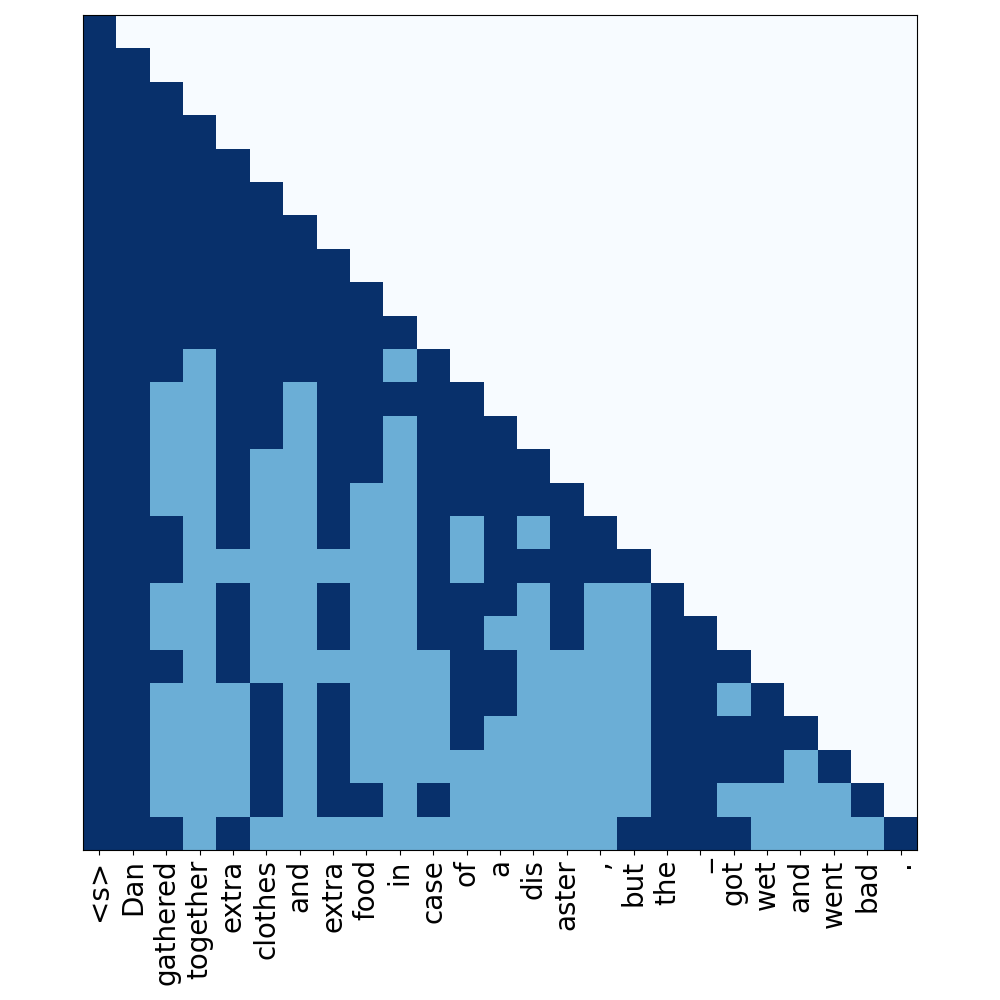 <s> Dan gathered together extra clothes and extra food in case of a dis aster , but the _ got wet and went bad .